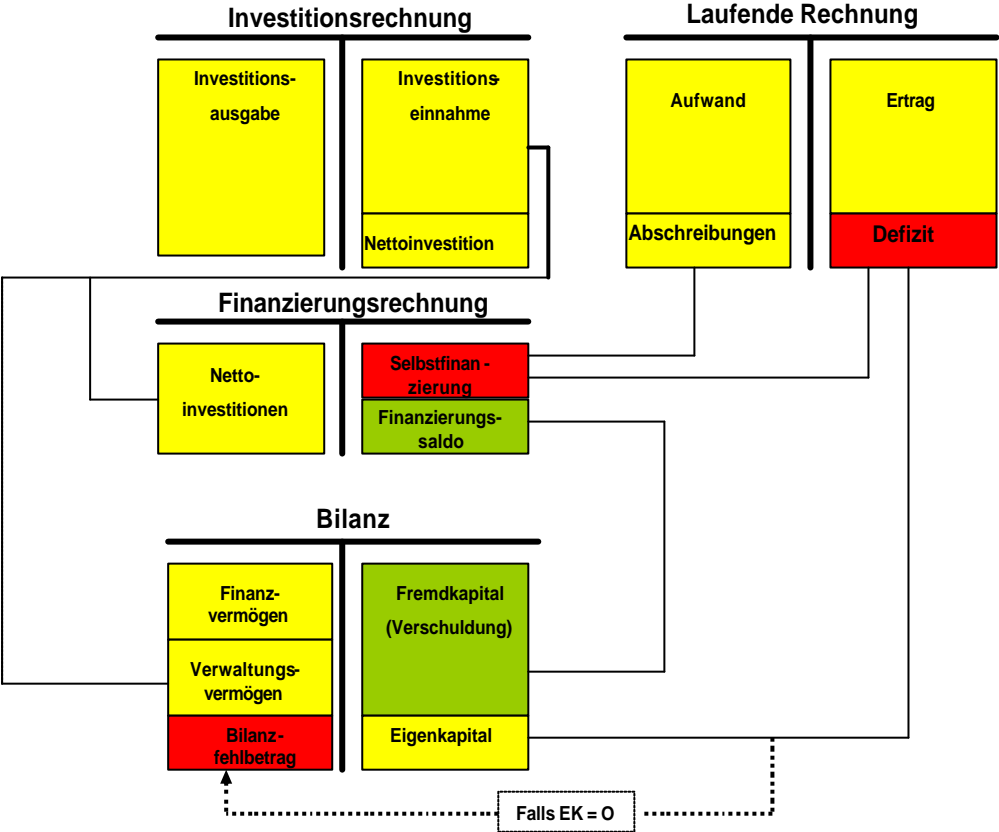 Investitionsrechnung
Investitions-
ausgabe
Investitions-
einnahme
Nettoinvestition
Laufende Rechnung
Aufwand
Ertrag
Abschreibungen
Defizit
Finanzierungsrechnung
Netto-
investitionen
Selbstfinan -
zierung
Finanzierungs-
saldo
Bilanz
Finanz-
vermögen
Verwaltungs-
vermögen
Bilanz-
fehlbetrag
Fremdkapital
(Verschuldung)
Eigenkapital
Falls EK = O